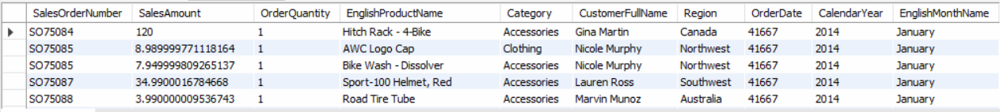 SalesOrderNumber SalesAmount OrderQuantity EnglishProductName Category CustomerFullName Region OrderDate CalendarYear EnglishMonthName
SO75084 120 1 Hitch Rack - 4-Bike Accessories Gina Martin Canada 41667 2014 January
SO75085 8.989999771118164 1 AWC Logo Cap Clothing Nicole Murphy Northwest 41667 2014 January
SO75085 7.949999809265137 1 Bike Wash - Dissolver Accessories Nicole Murphy Northwest 41667 2014 January
SO75087 34.9900016784668 1 Sport-100 Helmet, Red Accessories Lauren Ross Southwest 41667 2014 January
SO75088 3.990000009536743 1 Road Tire Tube Accessories Marvin Munoz Australia 41667 2014 January